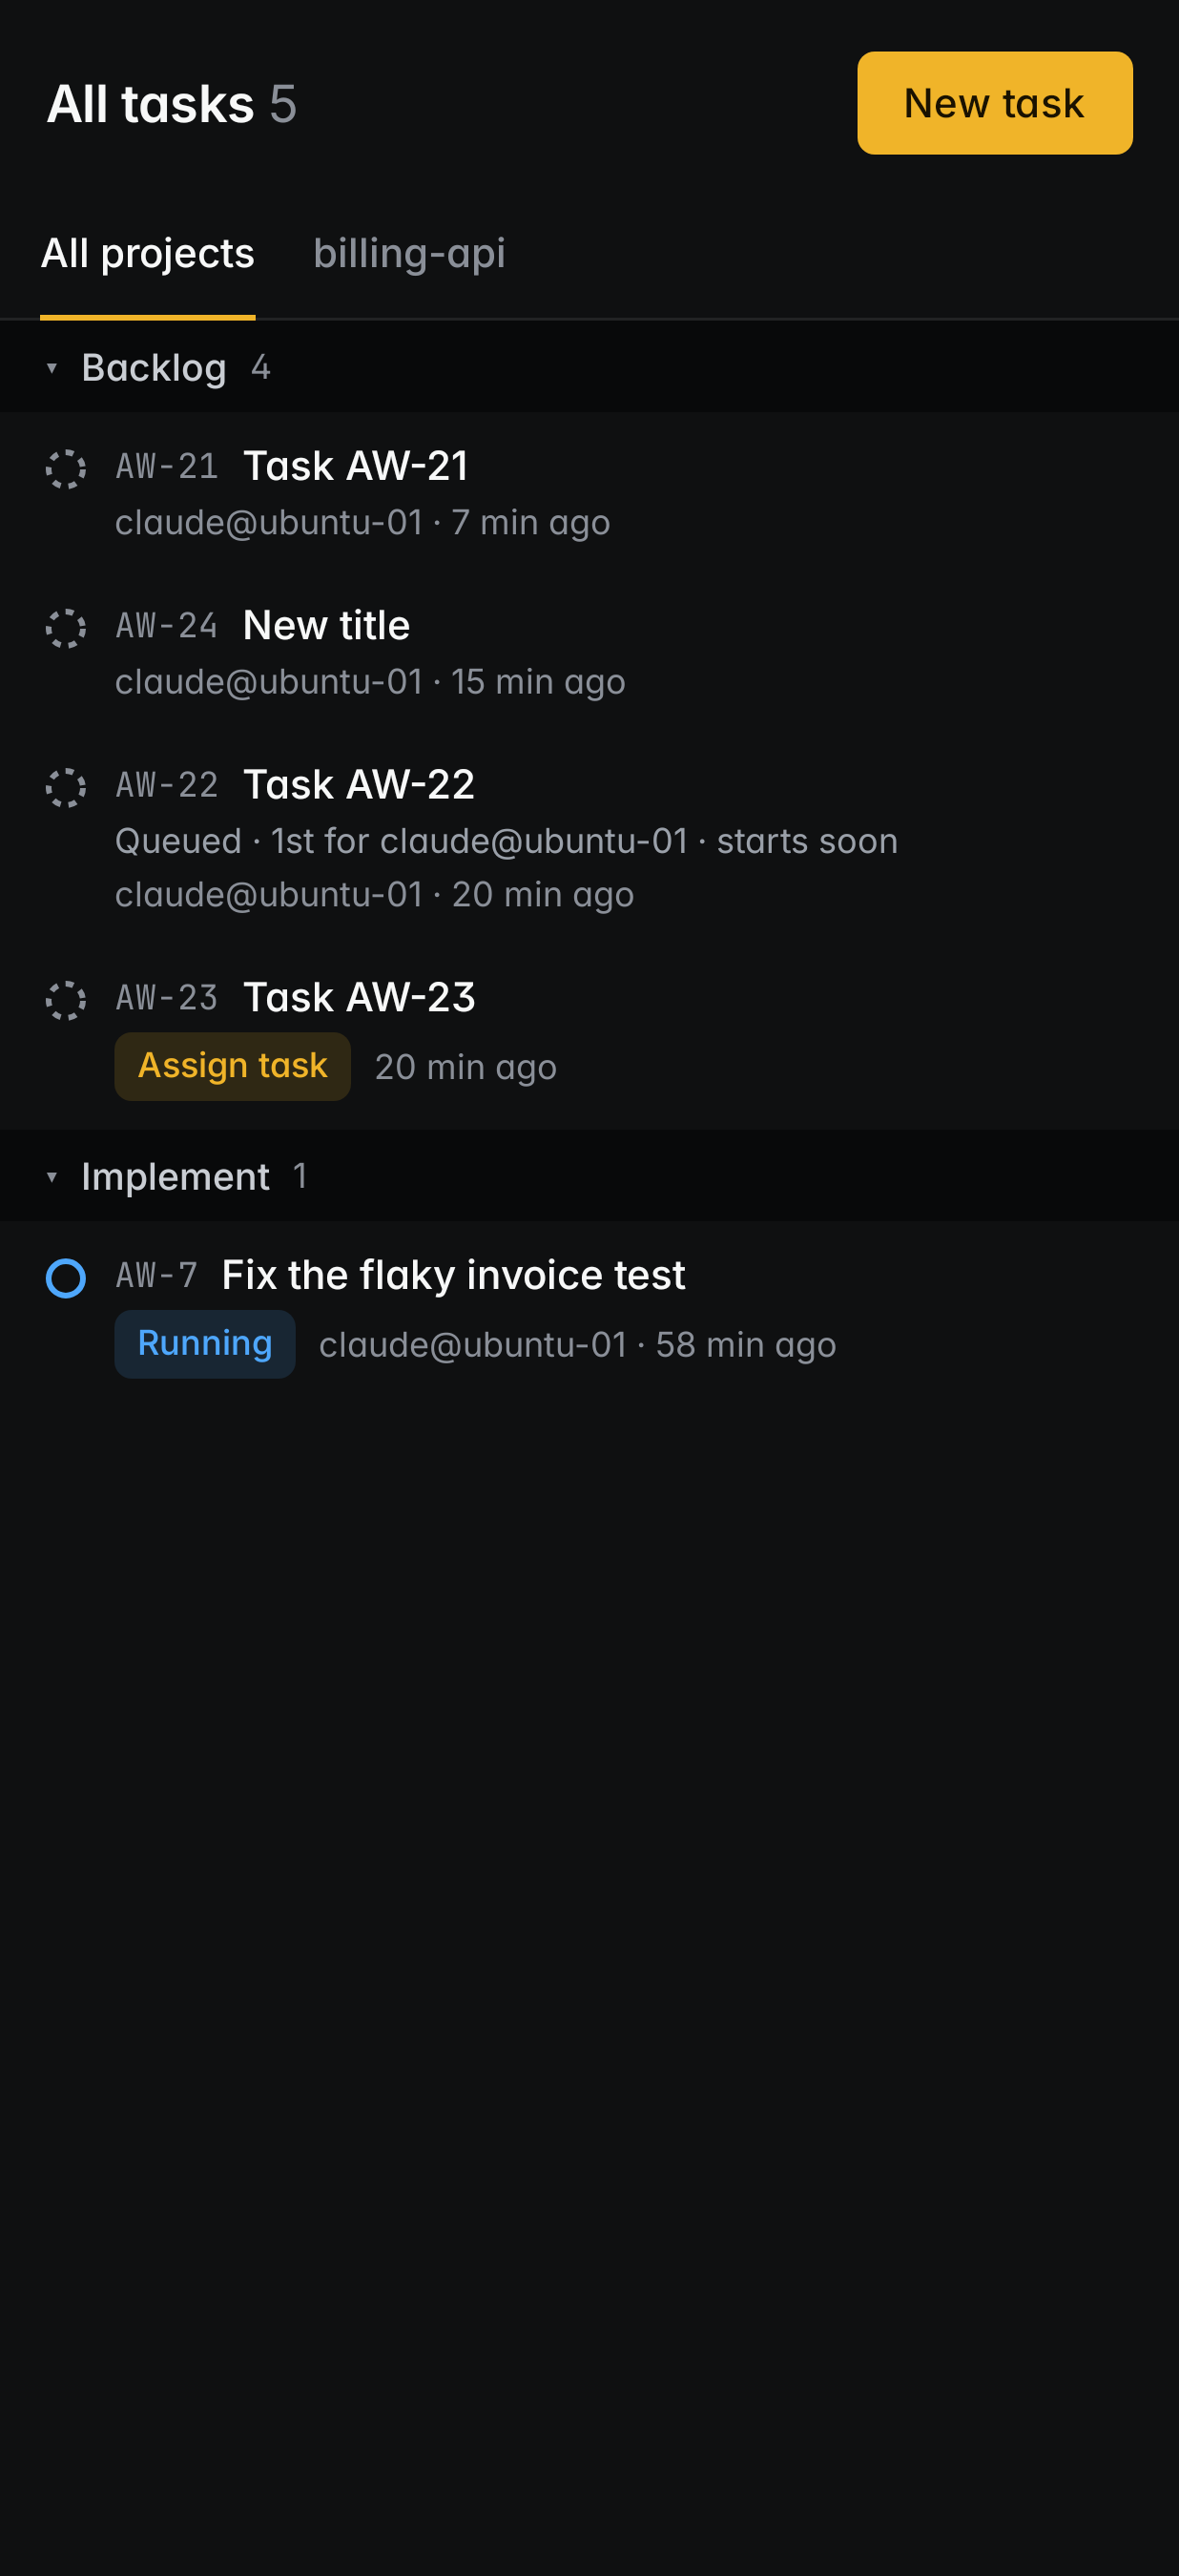 All tasks 5
New task
All projects
billing-api
Backlog 4
AW-21 Task AW-21
claude@ubuntu-01 · 7 min ago
AW-24 New title
claude@ubuntu-01 · 15 min ago
AW-22 Task AW-22
Queued · 1st for claude@ubuntu-01 · starts soon
claude@ubuntu-01 · 20 min ago
AW-23 Task AW-23
Assign task 20 min ago
Implement 1
AW-7 Fix the flaky invoice test
Running claude@ubuntu-01 · 58 min ago